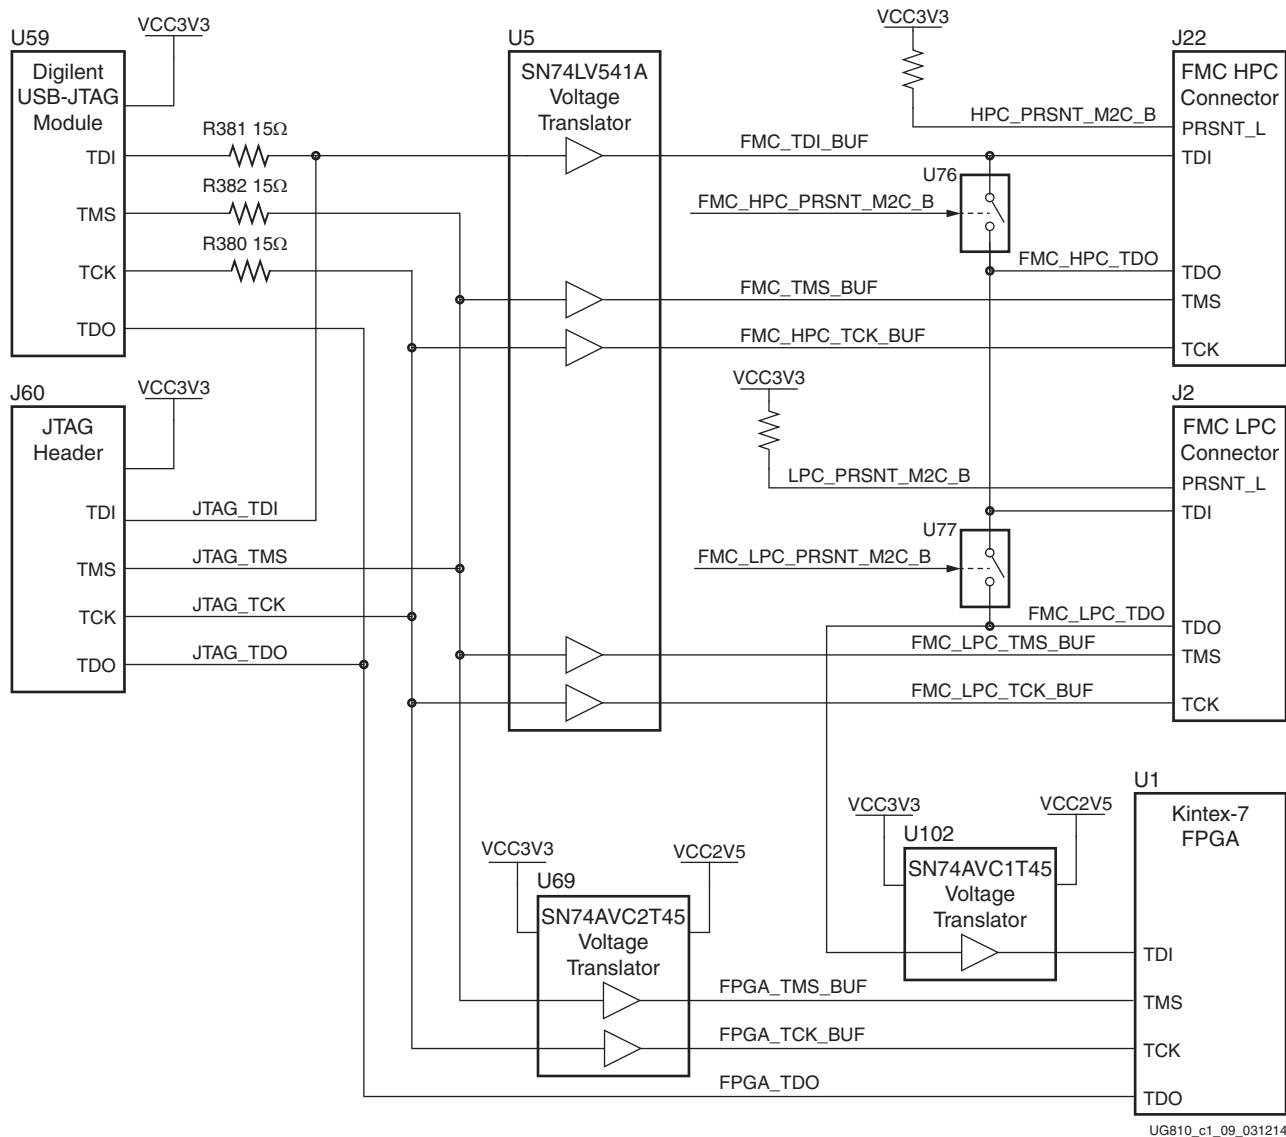 U59
VCC3V3
Digilent
USB-JTAG
Module
TDI
TMS
TCK
TDO
R381 15Ω
R382 15Ω
R380 15Ω
J60
VCC3V3
JTAG
Header
TDI
TMS
TCK
TDO
JTAG_TDI
JTAG_TMS
JTAG_TCK
JTAG_TDO
U5
SN74LV541A
Voltage
Translator
VCC3V3
HPC_PRSNT_M2C_B
FMC_TDI_BUF
U76
FMC_HPC_PRSNT_M2C_B
FMC_HPC_TDO
FMC_TMS_BUF
FMC_HPC_TCK_BUF
J22
FMC HPC
Connector
PRSNT_L
TDI
TDO
TMS
TCK
VCC3V3
LPC_PRSNT_M2C_B
U77
FMC_LPC_PRSNT_M2C_B
FMC_LPC_TDO
FMC_LPC_TMS_BUF
FMC_LPC_TCK_BUF
J2
FMC LPC
Connector
PRSNT_L
TDI
TDO
TMS
TCK
VCC3V3
VCC2V5
U69
SN74AVC2T45
Voltage
Translator
VCC3V3
VCC2V5
U102
SN74AVC1T45
Voltage
Translator
FPGA_TMS_BUF
FPGA_TCK_BUF
FPGA_TDO
U1
Kintex-7
FPGA
TDI
TMS
TCK
TDO
UG810_c1_09_031214